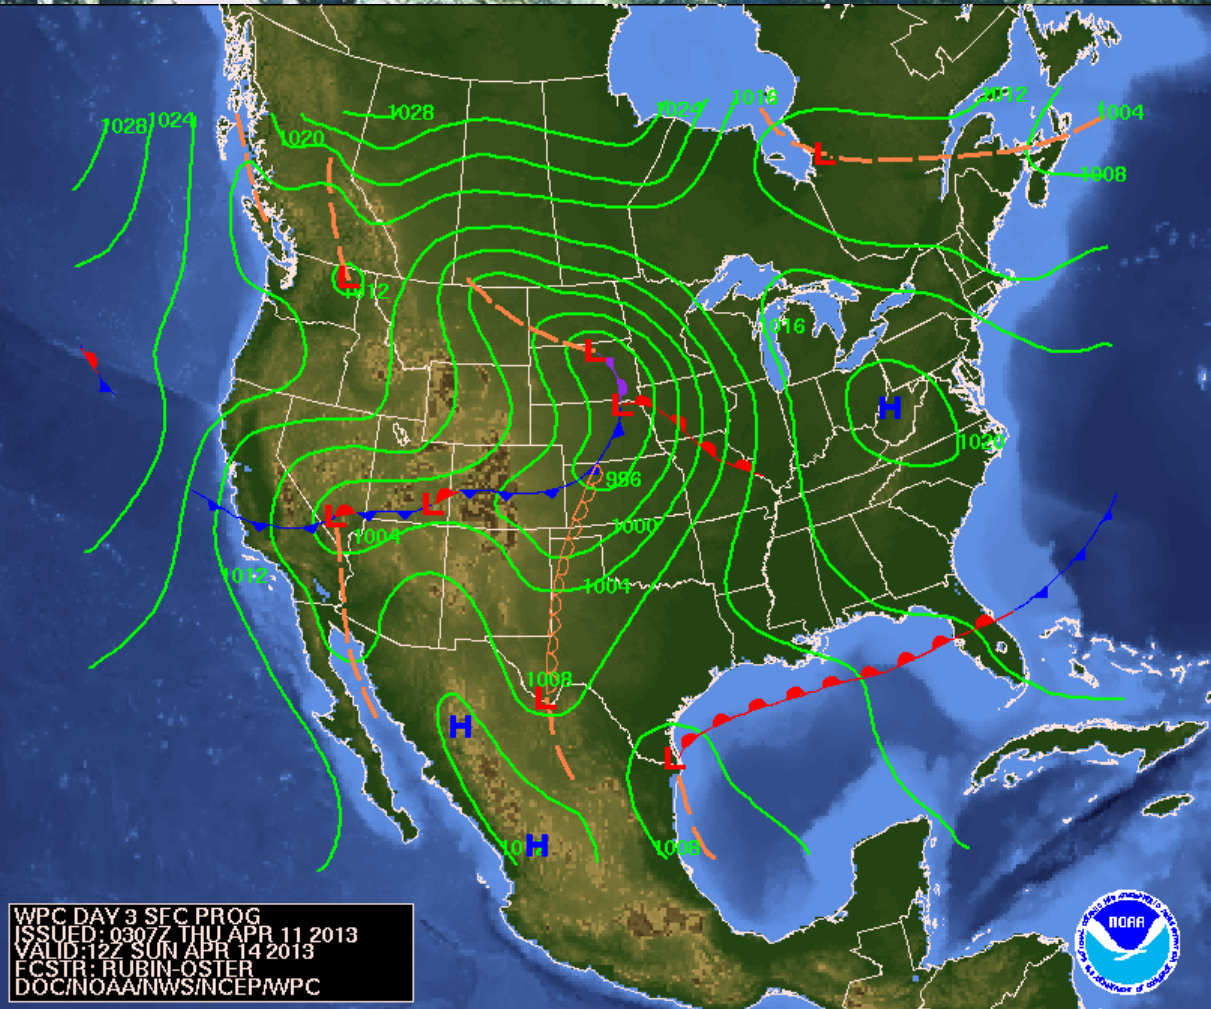 1028
1024
1020
1028
1024
1016
1012
1004
1008
L
L
1012
1016
L
L
H
1020
996
L
L
1004
1000
1012
1004
1008
L
H
L
H
1008
WPC DAY 3 SFC PROG
ISSUED: 0307Z THU APR 11 2013
VALID:12Z SUN APR 14 2013
FCSTR: RUBIN-OSTER
DOC/NOAA/NWS/NCEP/WPC
NOAA